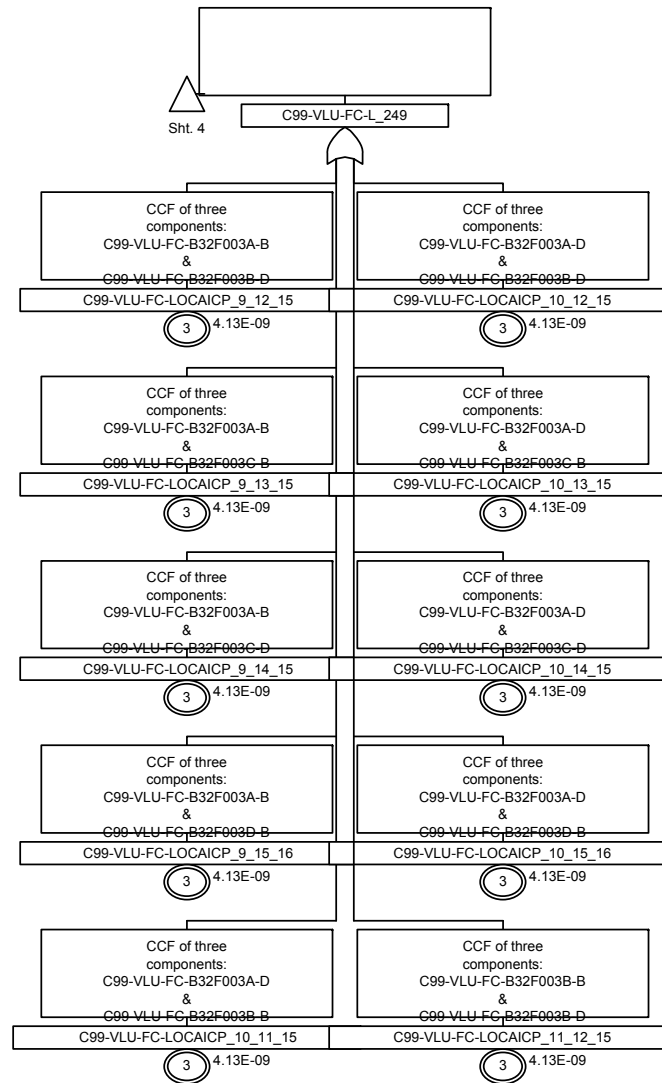 C99-VLU-FC-L_249
Sht. 4
CCF of three
components:
C99-VLU-FC-B32F003A-B
&
C99-VLU-FC-B32F003B-D
C99-VLU-FC-LOCAICP_9_12_15
3
4.13E-09
CCF of three
components:
C99-VLU-FC-B32F003A-D
&
C99-VLU-FC-B32F003B-D
C99-VLU-FC-LOCAICP_10_12_15
3
4.13E-09
CCF of three
components:
C99-VLU-FC-B32F003A-B
&
C99-VLU-FC-B32F003C-B
C99-VLU-FC-LOCAICP_9_13_15
3
4.13E-09
CCF of three
components:
C99-VLU-FC-B32F003A-D
&
C99-VLU-FC-B32F003C-B
C99-VLU-FC-LOCAICP_10_13_15
3
4.13E-09
CCF of three
components:
C99-VLU-FC-B32F003A-B
&
C99-VLU-FC-B32F003C-D
C99-VLU-FC-LOCAICP_9_14_15
3
4.13E-09
CCF of three
components:
C99-VLU-FC-B32F003A-D
&
C99-VLU-FC-B32F003C-D
C99-VLU-FC-LOCAICP_10_14_15
3
4.13E-09
CCF of three
components:
C99-VLU-FC-B32F003A-B
&
C99-VLU-FC-B32F003D-B
C99-VLU-FC-LOCAICP_9_15_16
3
4.13E-09
CCF of three
components:
C99-VLU-FC-B32F003A-D
&
C99-VLU-FC-B32F003D-B
C99-VLU-FC-LOCAICP_10_15_16
3
4.13E-09
CCF of three
components:
C99-VLU-FC-B32F003A-D
&
C99-VLU-FC-B32F003B-B
C99-VLU-FC-LOCAICP_10_11_15
3
4.13E-09
CCF of three
components:
C99-VLU-FC-B32F003B-B
&
C99-VLU-FC-B32F003B-D
C99-VLU-FC-LOCAICP_11_12_15
3
4.13E-09